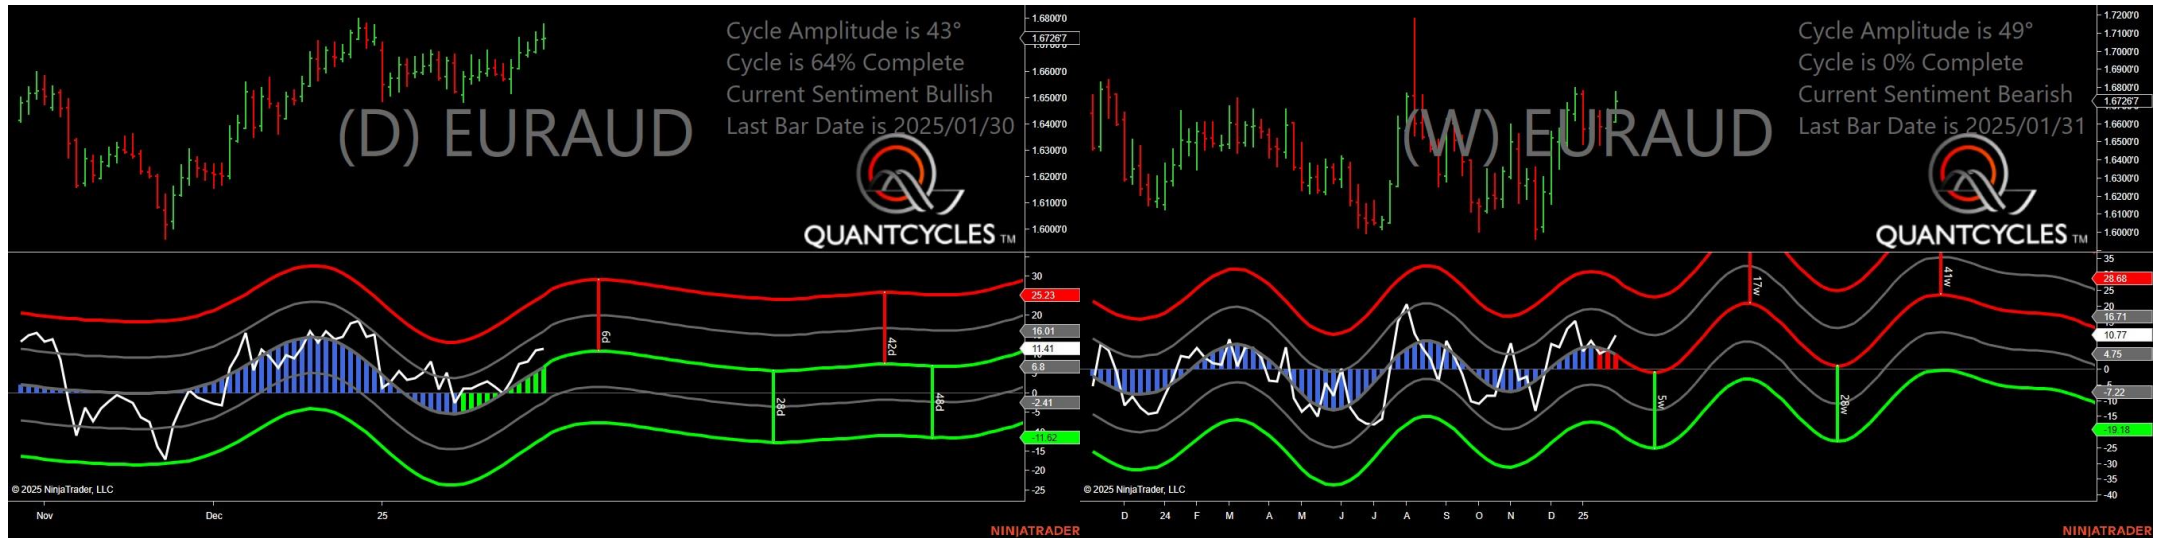 Cycle Amplitude is 43°
Cycle is 64% Complete
Current Sentiment Bullish
Last Bar Date is 2025/01/30
(D) EURAUD
QUANTCYCLES TM
1.6800'0
1.6726'7
1.6600'0
1.6500'0
1.6400'0
1.6300'0
1.6200'0
1.6100'0
1.6000'0
30
25.23
20
16.01
11.41
6.8
0
-2.41
-5
-11.62
-15
-20
-25
6d
28d
42d
48d
© 2025 NinjaTrader, LLC
Nov
Dec
25
NINJATRADER
Cycle Amplitude is 49°
Cycle is 0% Complete
Current Sentiment Bearish
Last Bar Date is 2025/01/31
(W) EURAUD
QUANTCYCLES TM
1.7200'0
1.7100'0
1.7000'0
1.6900'0
1.6800'0
1.6726'7
1.6600'0
1.6500'0
1.6400'0
1.6300'0
1.6200'0
1.6100'0
1.6000'0
35
28.68
25
20
16.71
10.77
4.75
0
-7.22
-10
-15
-19.18
-25
-30
-35
-40
5w
17w
28w
41w
© 2025 NinjaTrader, LLC
D
24
F
M
A
M
J
J
A
S
O
N
D
25
NINJATRADER